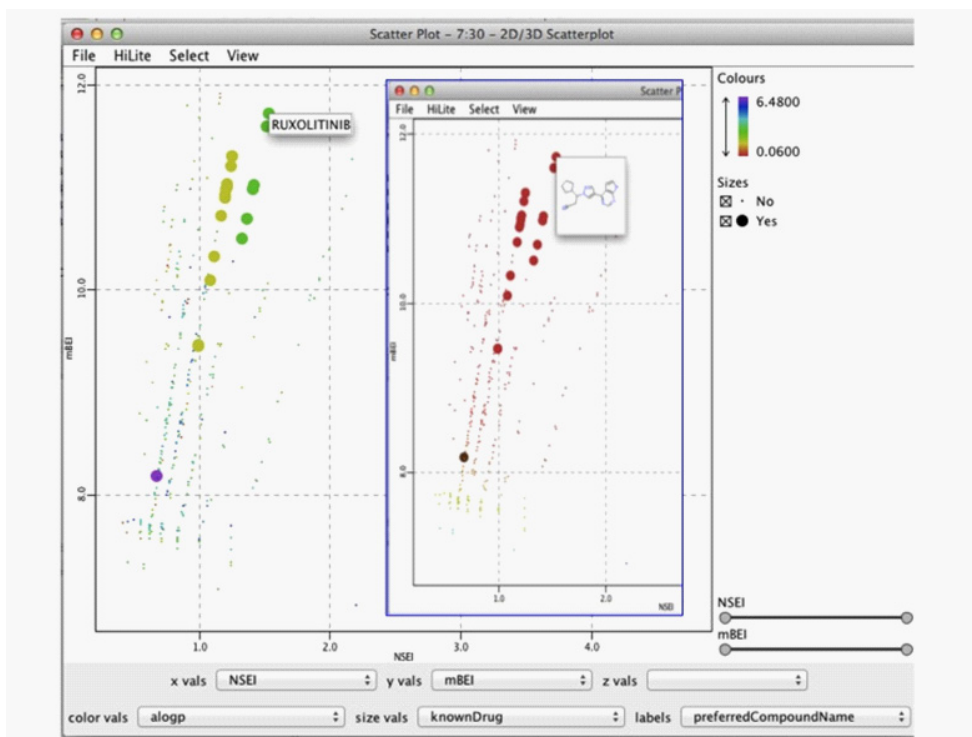 Scatter Plot - 7:30 - 2D/3D Scatterplot
File HiLite Select View
12.0
10.0
8.0
mBEI
1.0 2.0 3.0 4.0
NSEI
RUXOLITINIB
Scatter P
File HiLite Select View
12.0
10.0
8.0
mBEI
1.0 2.0
NSEI
Colours
6.4800
0.0600
Sizes
No
Yes
NSEI
mBEI
x vals NSEI y vals mBEI z vals
color vals alogp size vals knownDrug labels preferredCompoundName